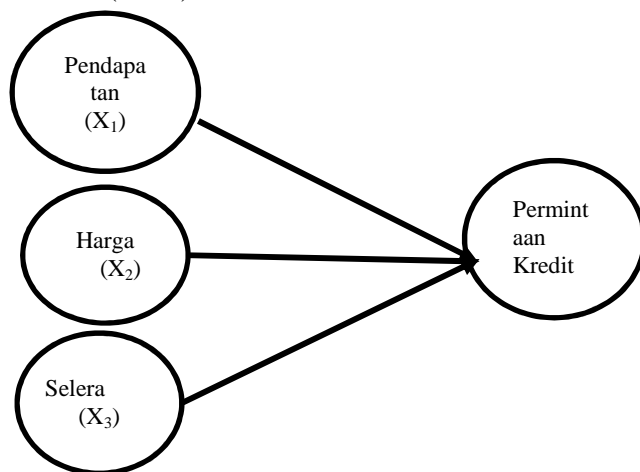 Pendapa
tan
(X₁)
Harga
(X₂)
Selera
(X₃)
Permint
aan
Kredit